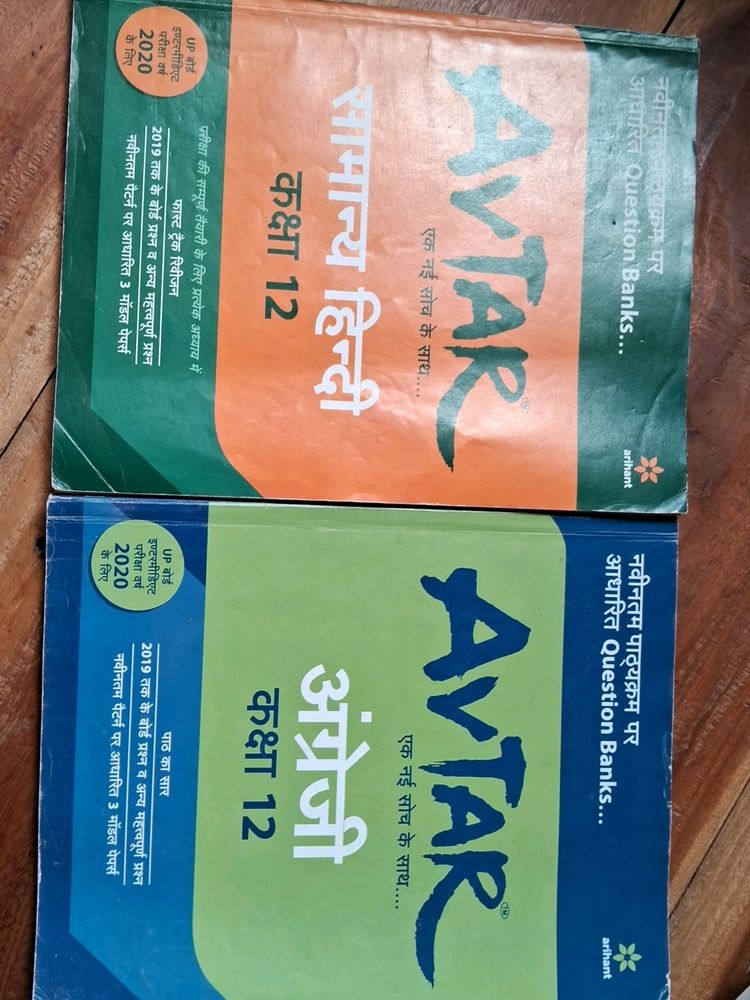 नवीनतम पाठ्यक्रम पर
आधारित Question Banks...
arihant
AVTAR
TM
एक नई सोच के साथ....
सामान्य हिन्दी
कक्षा 12
परीक्षा की सम्पूर्ण तैयारी के लिए प्रत्येक अध्याय में
फास्ट ट्रैक रिवीजन
2019 तक के बोर्ड प्रश्न व अन्य महत्त्वपूर्ण प्रश्न
नवीनतम पैटर्न पर आधारित 3 मॉडल पेपर्स
UP बोर्ड
इण्टरमीडिएट
परीक्षा वर्ष
2020
के लिए
नवीनतम पाठ्यक्रम पर
आधारित Question Banks...
arihant
AVTAR
TM
एक नई सोच के साथ....
अंग्रेजी
कक्षा 12
पाठ का सार
2019 तक के बोर्ड प्रश्न व अन्य महत्त्वपूर्ण प्रश्न
नवीनतम पैटर्न पर आधारित 3 मॉडल पेपर्स
UP बोर्ड
इण्टरमीडिएट
परीक्षा वर्ष
2020
के लिए